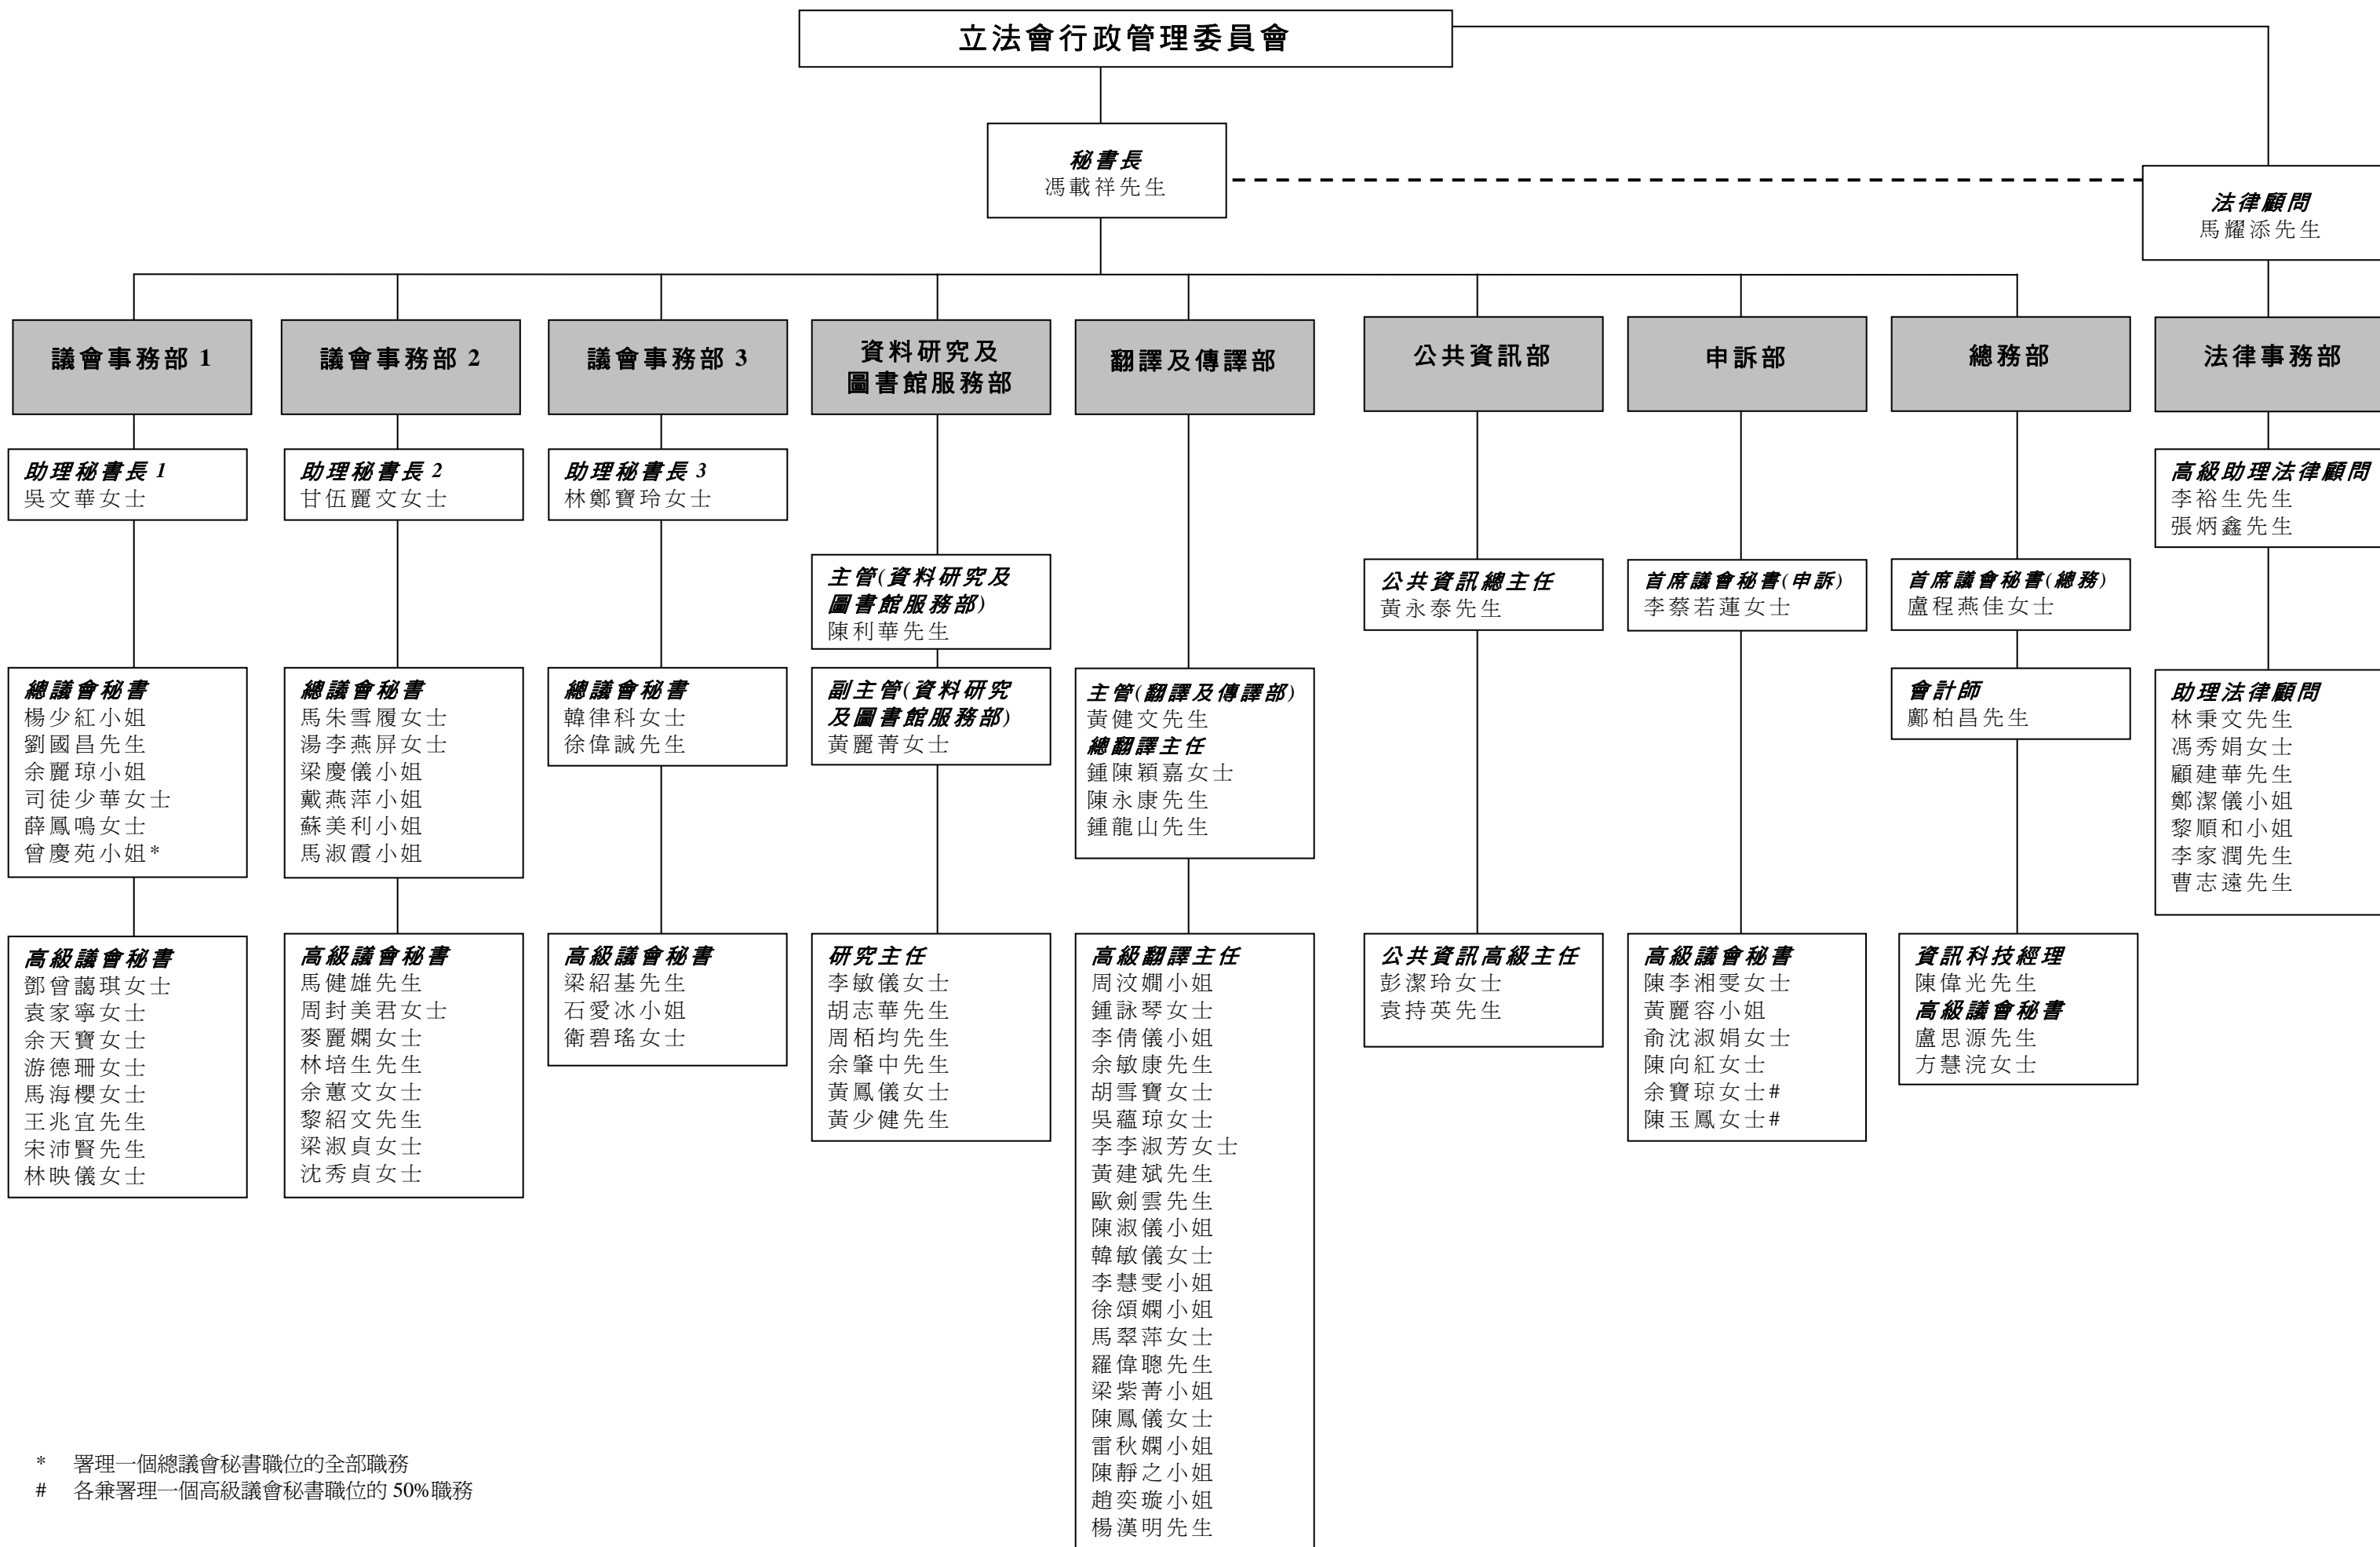 立法會行政管理委員會
秘書長
馮載祥先生
法律顧問
馬耀添先生
議會事務部 1
助理秘書長 1
吳文華女士
總議會秘書
楊少紅小姐
劉國昌先生
余麗琼小姐
司徒少華女士
薛鳳鳴女士
曾慶苑小姐*
高級議會秘書
鄧曾藹琪女士
袁家寧女士
余天寶女士
游德珊女士
馬海櫻女士
王兆宜先生
宋沛賢先生
林映儀女士
議會事務部 2
助理秘書長 2
甘伍麗文女士
總議會秘書
馬朱雪履女士
湯李燕屏女士
梁慶儀小姐
戴燕萍小姐
蘇美利小姐
馬淑霞小姐
高級議會秘書
馬健雄先生
周封美君女士
麥麗嫻女士
林培生先生
余蕙文女士
黎紹文先生
梁淑貞女士
沈秀貞女士
議會事務部 3
助理秘書長 3
林鄭寶玲女士
總議會秘書
韓律科女士
徐偉誠先生
高級議會秘書
梁紹基先生
石愛冰小姐
衛碧瑤女士
資料研究及
圖書館服務部
主管(資料研究及
圖書館服務部)
陳利華先生
副主管(資料研究
及圖書館服務部)
黃麗菁女士
研究主任
李敏儀女士
胡志華先生
周栢均先生
余肇中先生
黃鳳儀女士
黃少健先生
翻譯及傳譯部
主管(翻譯及傳譯部)
黃健文先生
總翻譯主任
鍾陳穎嘉女士
陳永康先生
鍾龍山先生
高級翻譯主任
周汶嫺小姐
鍾詠琴女士
李倩儀小姐
余敏康先生
胡雪寶女士
吳蘊琼女士
李李淑芳女士
黃建斌先生
歐劍雲先生
陳淑儀小姐
韓敏儀女士
李慧雯小姐
徐頌嫻小姐
馬翠萍女士
羅偉聰先生
梁紫菁小姐
陳鳳儀女士
雷秋嫻小姐
陳靜之小姐
趙奕璇小姐
楊漢明先生
公共資訊部
公共資訊總主任
黃永泰先生
公共資訊高級主任
彭潔玲女士
袁持英先生
申訴部
首席議會秘書(申訴)
李蔡若蓮女士
高級議會秘書
陳李湘雯女士
黃麗容小姐
俞沈淑娟女士
陳向紅女士
余寶琼女士#
陳玉鳳女士#
總務部
首席議會秘書(總務)
盧程燕佳女士
會計師
鄺柏昌先生
資訊科技經理
陳偉光先生
高級議會秘書
盧思源先生
方慧浣女士
法律事務部
高級助理法律顧問
李裕生先生
張炳鑫先生
助理法律顧問
林秉文先生
馮秀娟女士
顧建華先生
鄭潔儀小姐
黎順和小姐
李家潤先生
曹志遠先生
* 署理一個總議會秘書職位的全部職務
# 各兼署理一個高級議會秘書職位的 50%職務